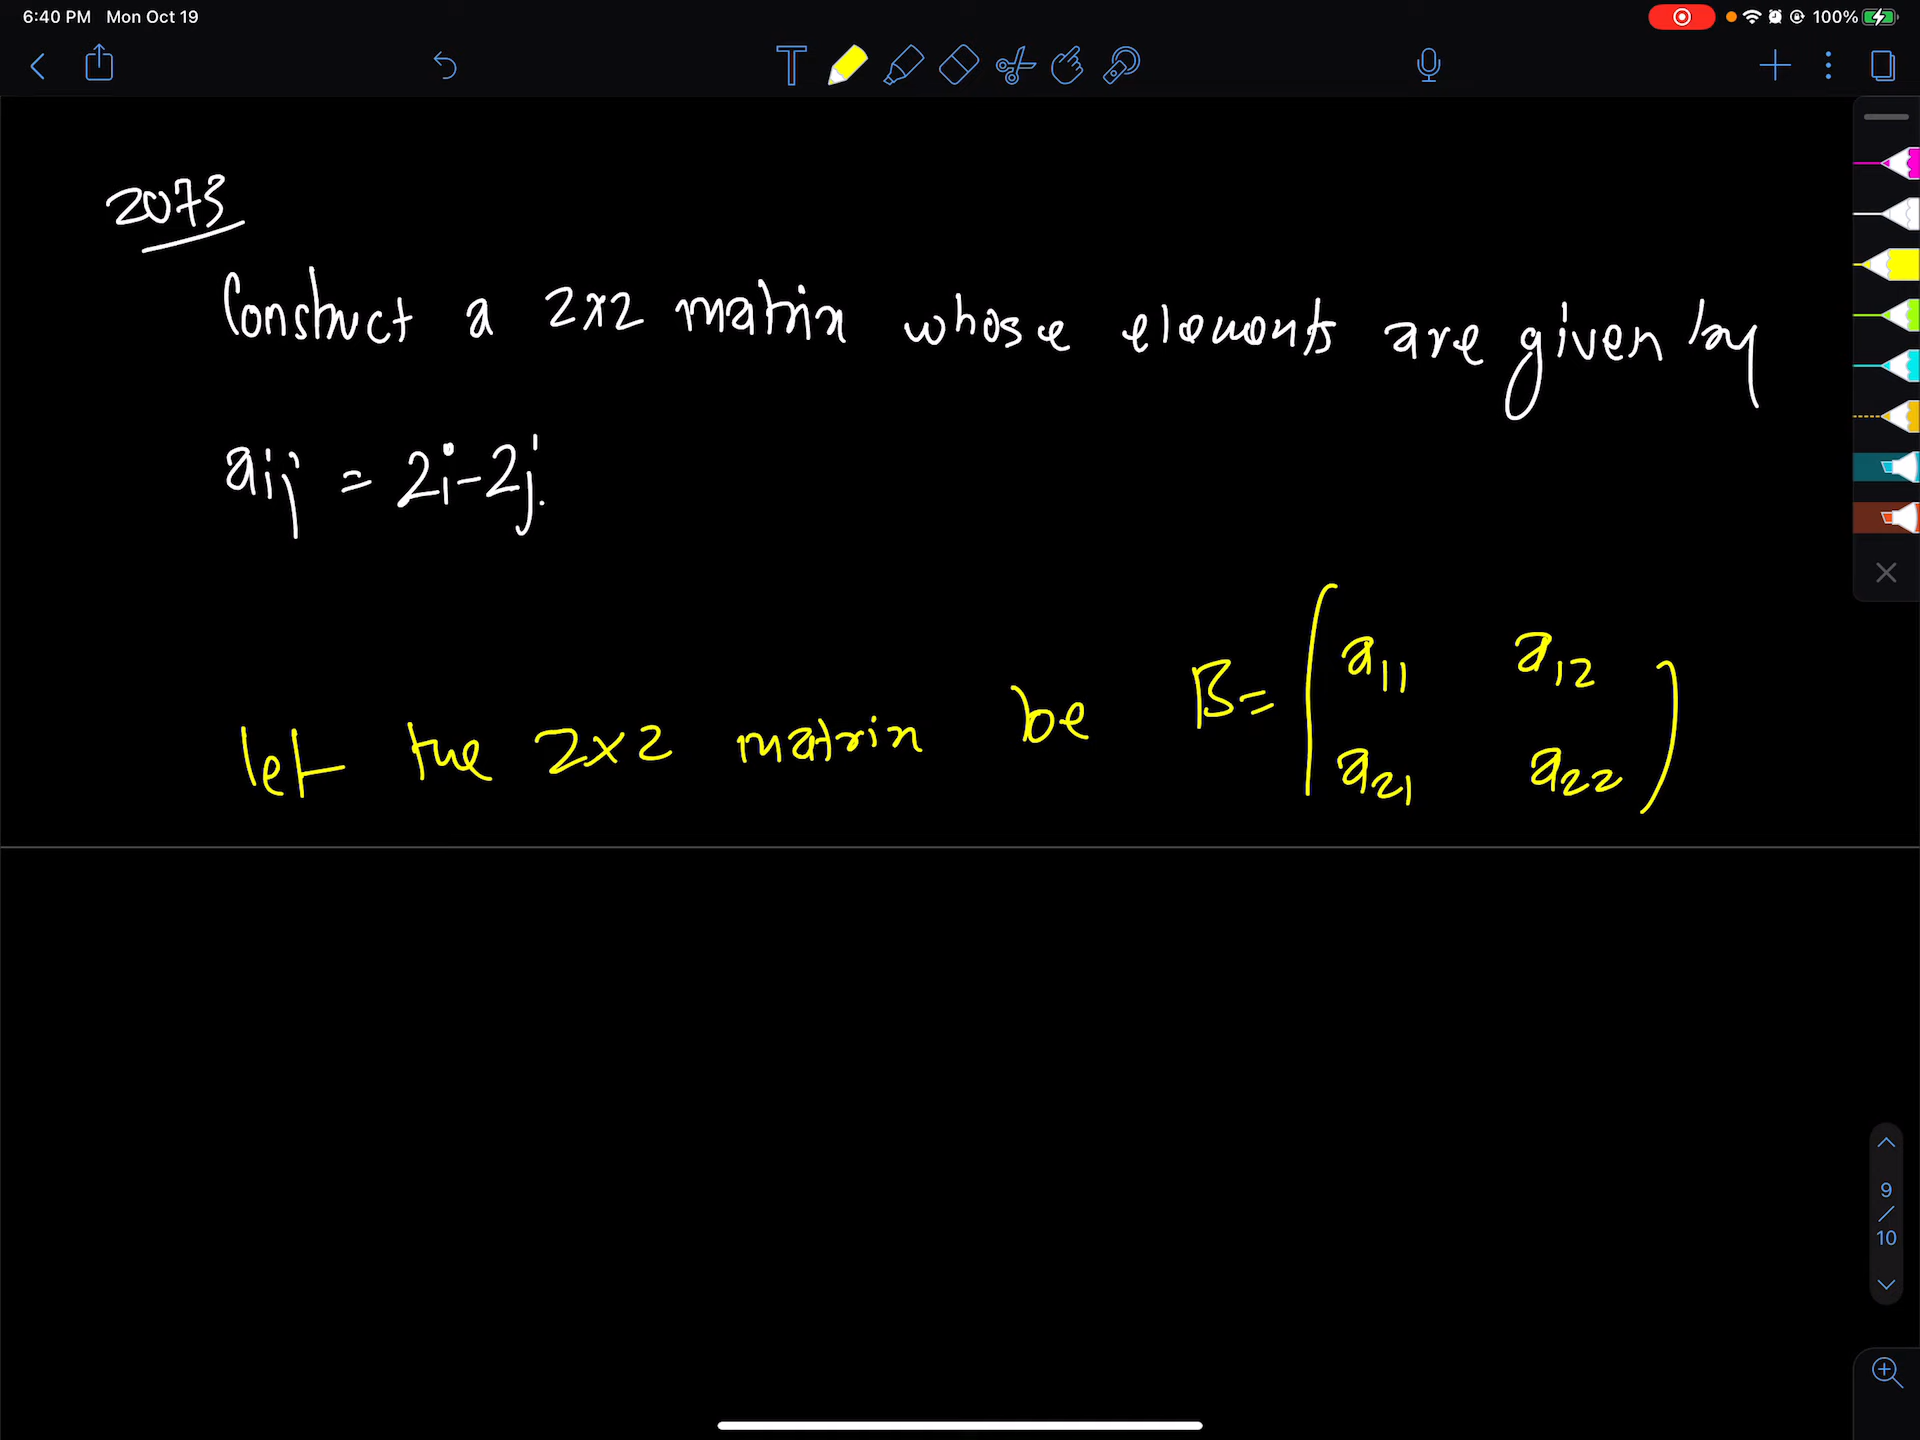 6:40 PM Mon Oct 19
100%
2073
Construct a 2x2 matrix whose elements are given by
aij = 2i-2j.
let the 2x2 matrix be B= ( a11 a12
a21 a22 )
9
/
10